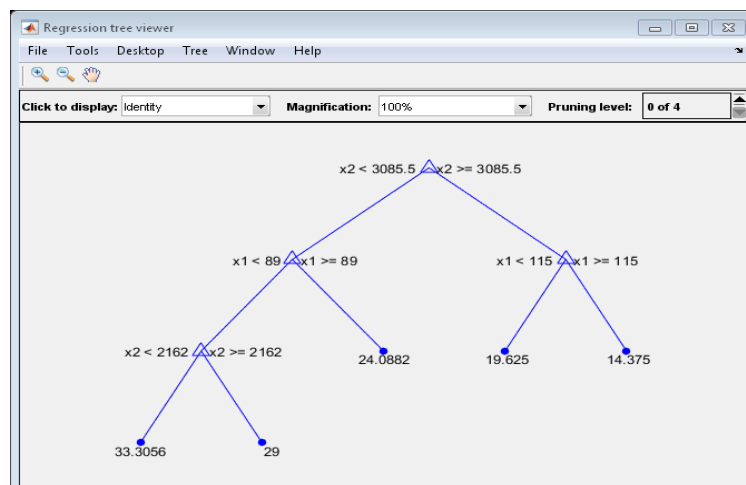 Regression tree viewer
File Tools Desktop Tree Window Help
Click to display: Identity Magnification: 100% Pruning level: 0 of 4
x2 < 3085.5 x2 >= 3085.5
x1 < 89 x1 >= 89 x1 < 115 x1 >= 115
x2 < 2162 x2 >= 2162
24.0882 19.625 14.375
33.3056 29